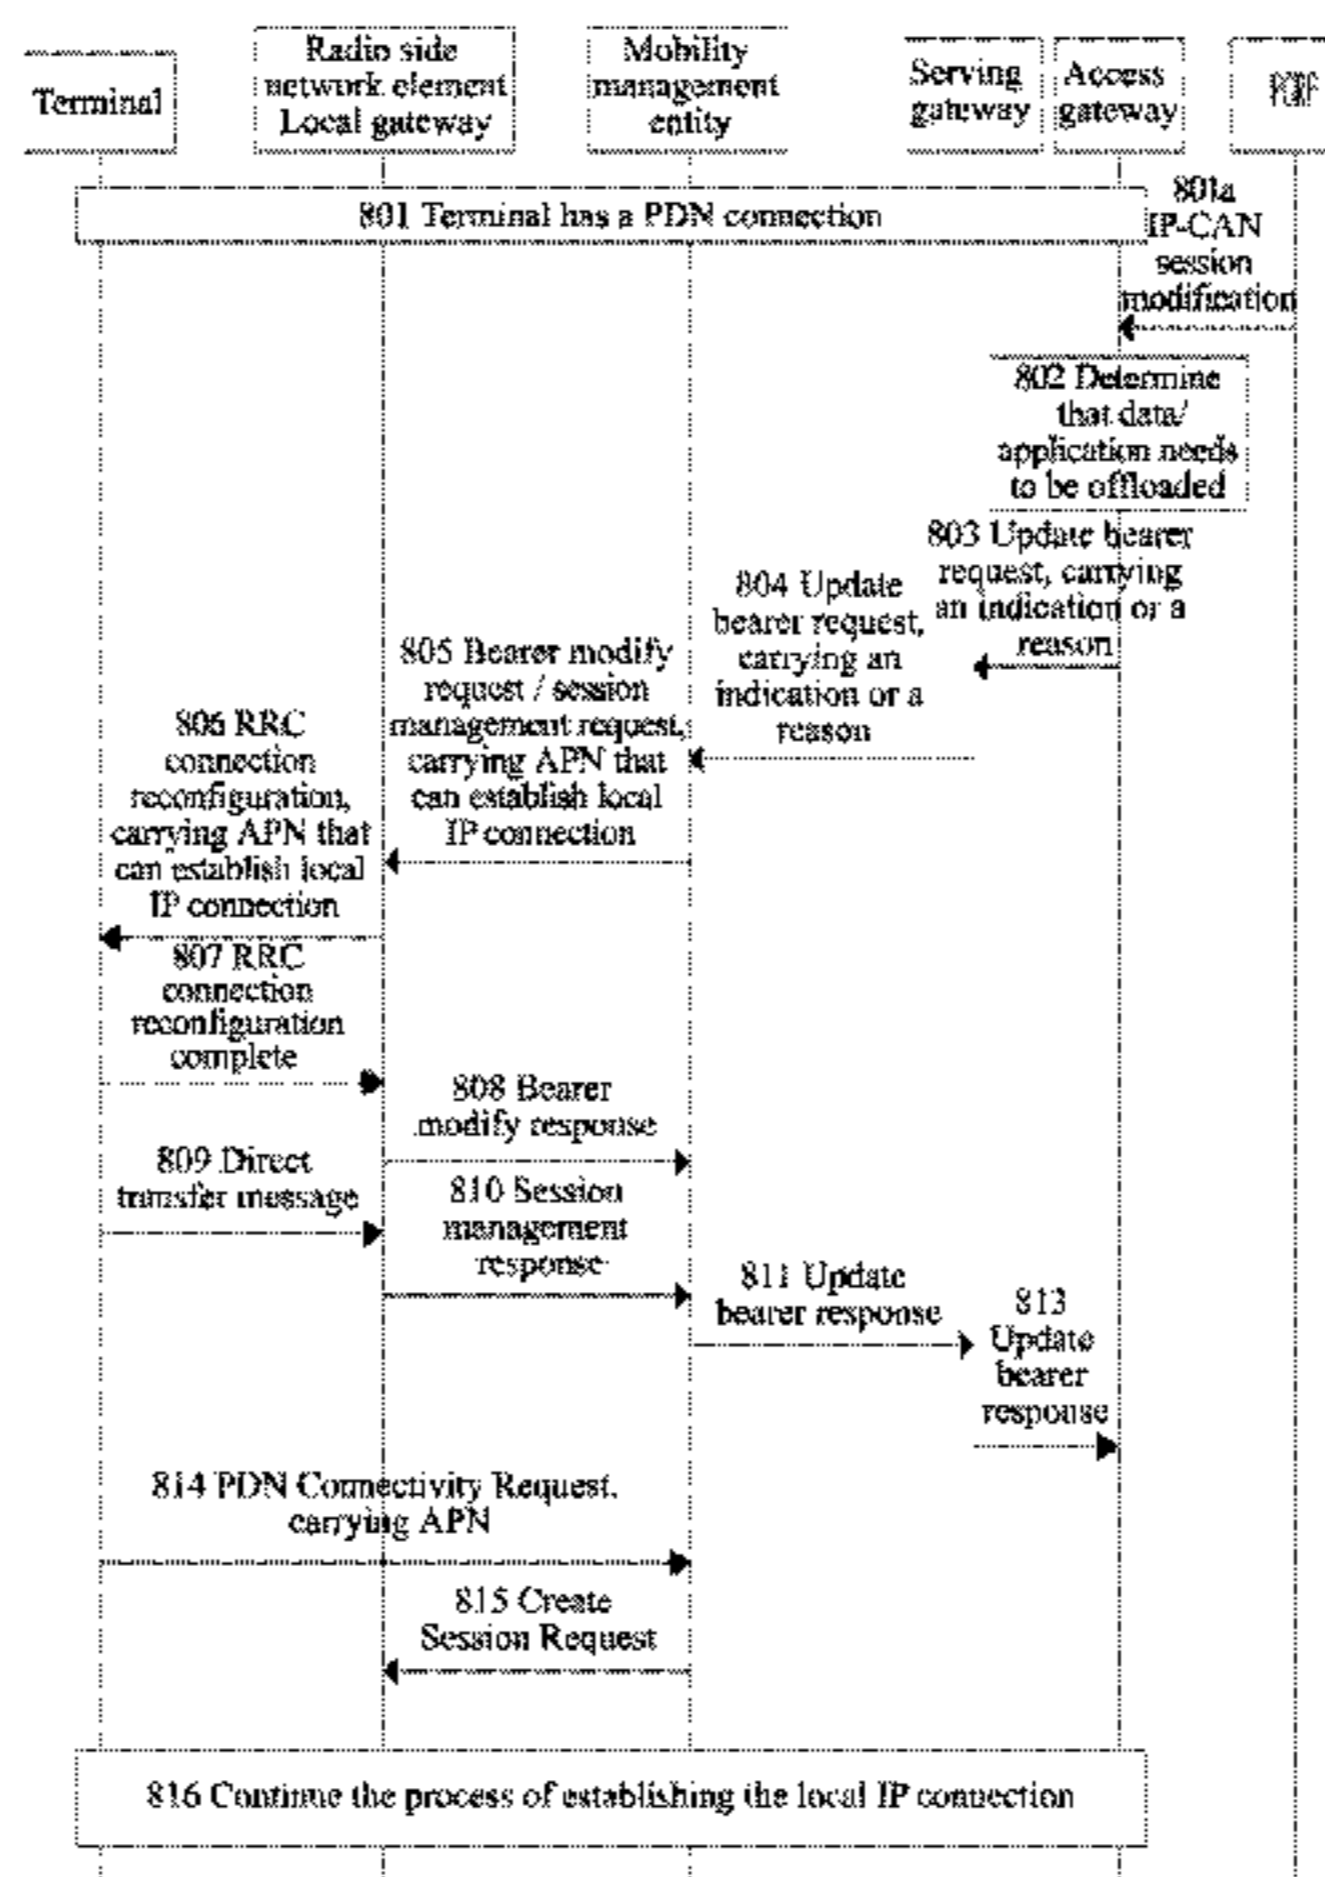 Terminal
Radio side
network element
Local gateway
Mobility
management
entity
Serving
gateway
Access
gateway
801 Terminal has a PDN connection
801a
IP-CAN
session
modification
802 Determine
that data/
application needs
to be offloaded
803 Update bearer
request, carrying
an indication or a
reason
804 Update
bearer request,
carrying an
indication or a
reason
805 Bearer modify
request / session
management request,
carrying APN that
can establish local
IP connection
806 RRC
connection
reconfiguration,
carrying APN that
can establish local
IP connection
807 RRC
connection
reconfiguration
complete
808 Bearer
modify response
809 Direct
transfer message
810 Session
management
response
811 Update
bearer response
813
Update
bearer
response
814 PDN Connectivity Request,
carrying APN
815 Create
Session Request
816 Continue the process of establishing the local IP connection